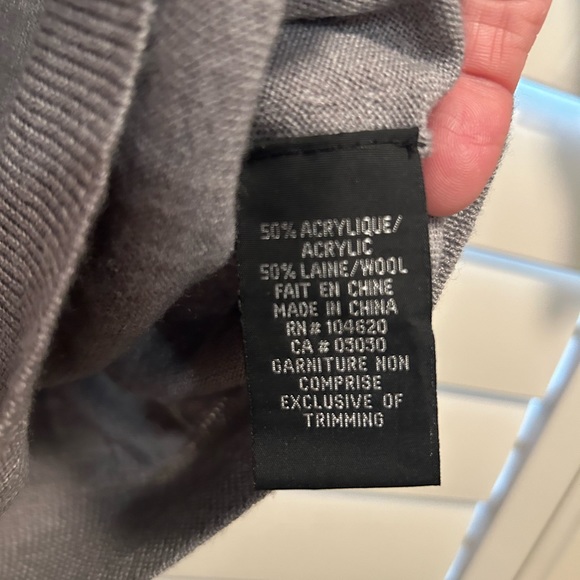 50% ACRYLIQUE/
ACRYLIC
50% LAINE/WOOL
FAIT EN CHINE
MADE IN CHINA
RN# 104620
CA # 03030
GARNITURE NON
COMPRISE
EXCLUSIVE OF
TRIMMING